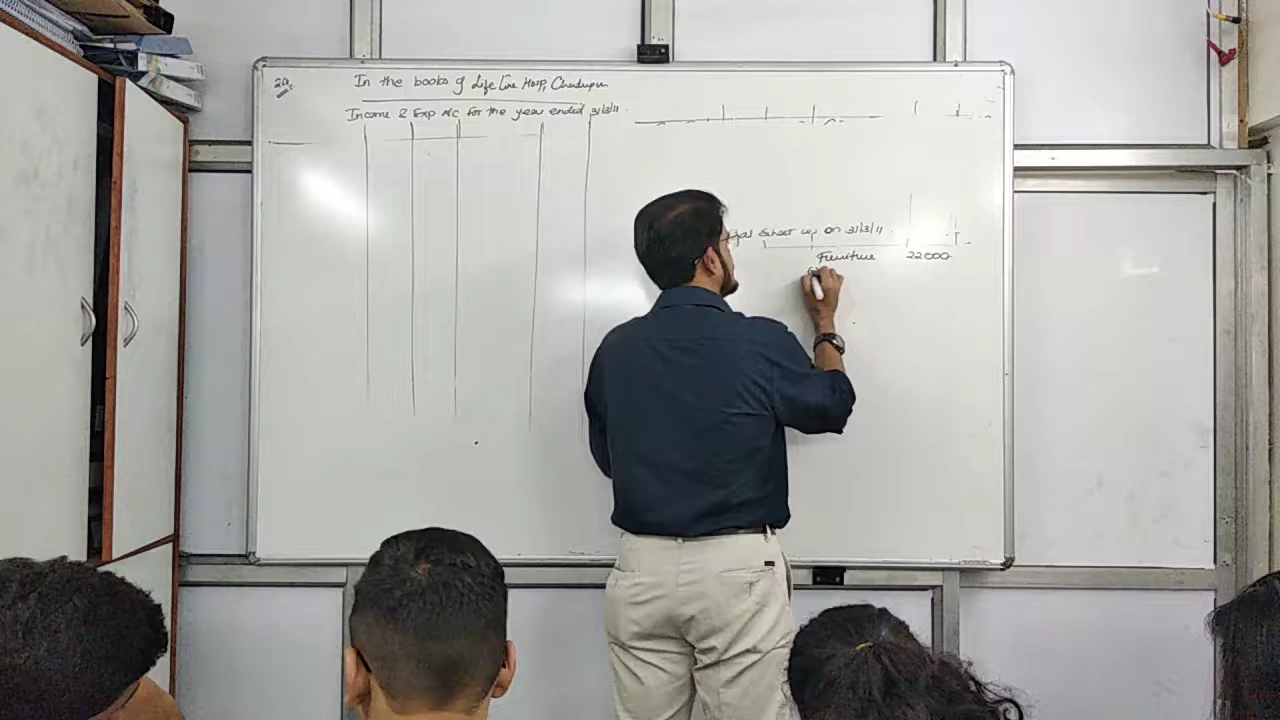 2a.
In the books of Life Line Hosp, Chandrapur
Income & Exp A/C for the year ended 31/3/11.
Sheet as on 31/3/11.
Furniture 22000